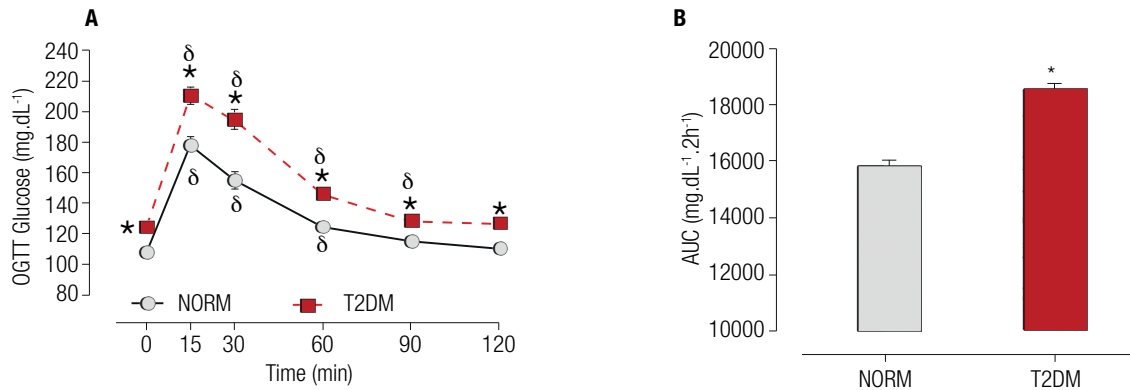 A
OGTT Glucose (mg.dL⁻¹)
240
220
200
180
160
140
120
100
80
δ
*
δ
*
δ
*
δ
*
*
*
δ
δ
δ
NORM
T2DM
0
15
30
60
90
120
Time (min)
B
AUC (mg.dL⁻¹.2h⁻¹)
20000
18000
16000
14000
12000
10000
*
NORM
T2DM